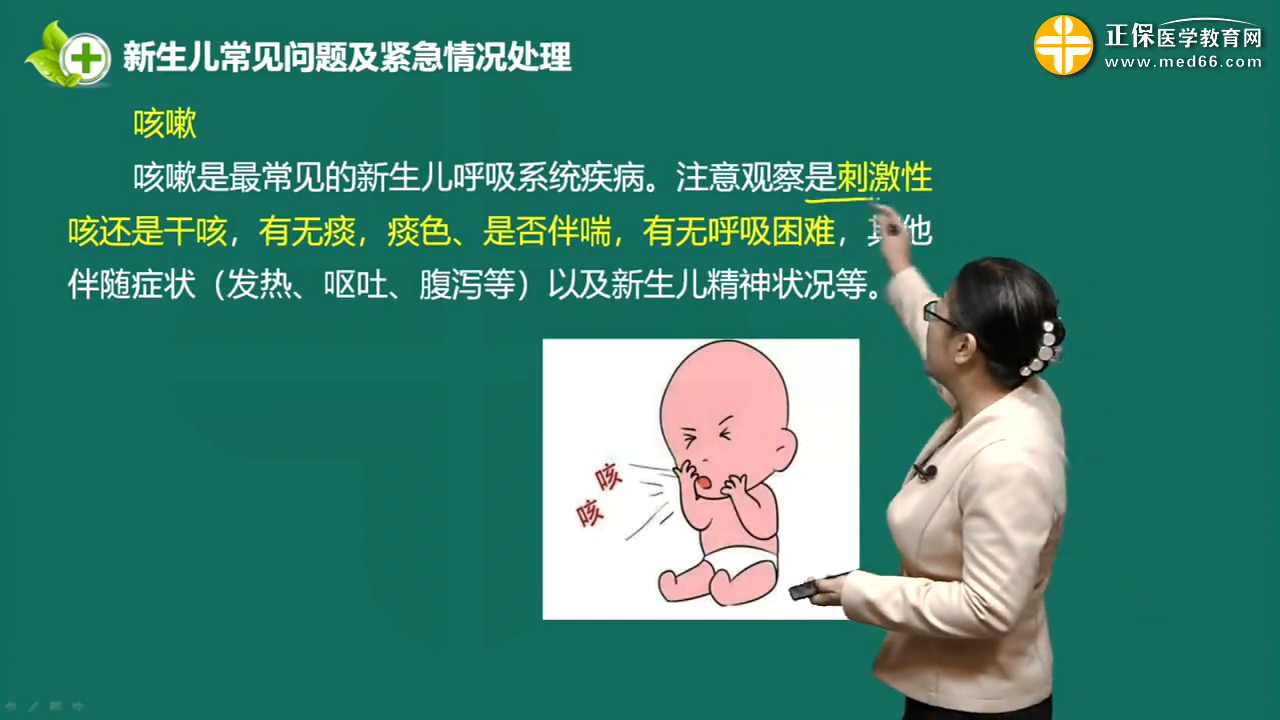 新生儿常见问题及紧急情况处理
正保医学教育网
www.med66.com
咳嗽
咳嗽是最常见的新生儿呼吸系统疾病。注意观察是刺激性
咳还是干咳，有无痰，痰色、是否伴喘，有无呼吸困难，其他
伴随症状（发热、呕吐、腹泻等）以及新生儿精神状况等。
咳
咳